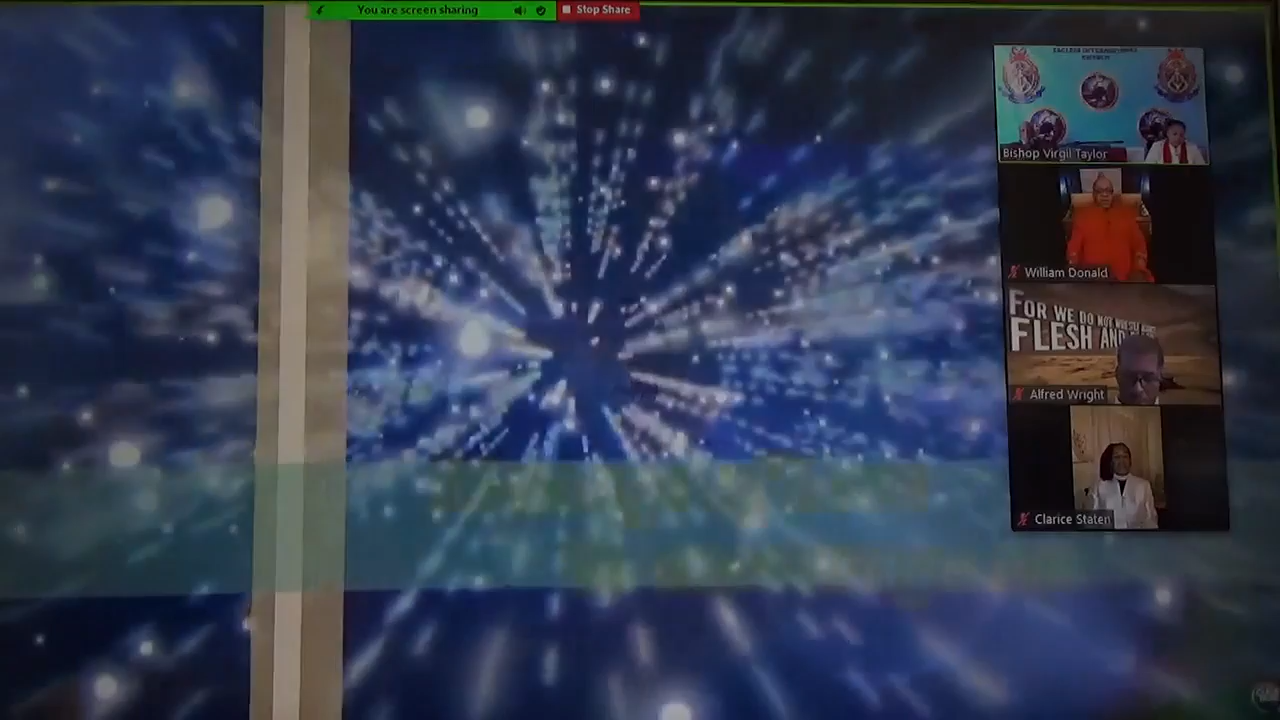 You are screen sharing
Stop Share
Bishop Virgil Taylor
William Donald
FOR WE DO NOT
FLESH AND
Alfred Wright
Clarice Staten